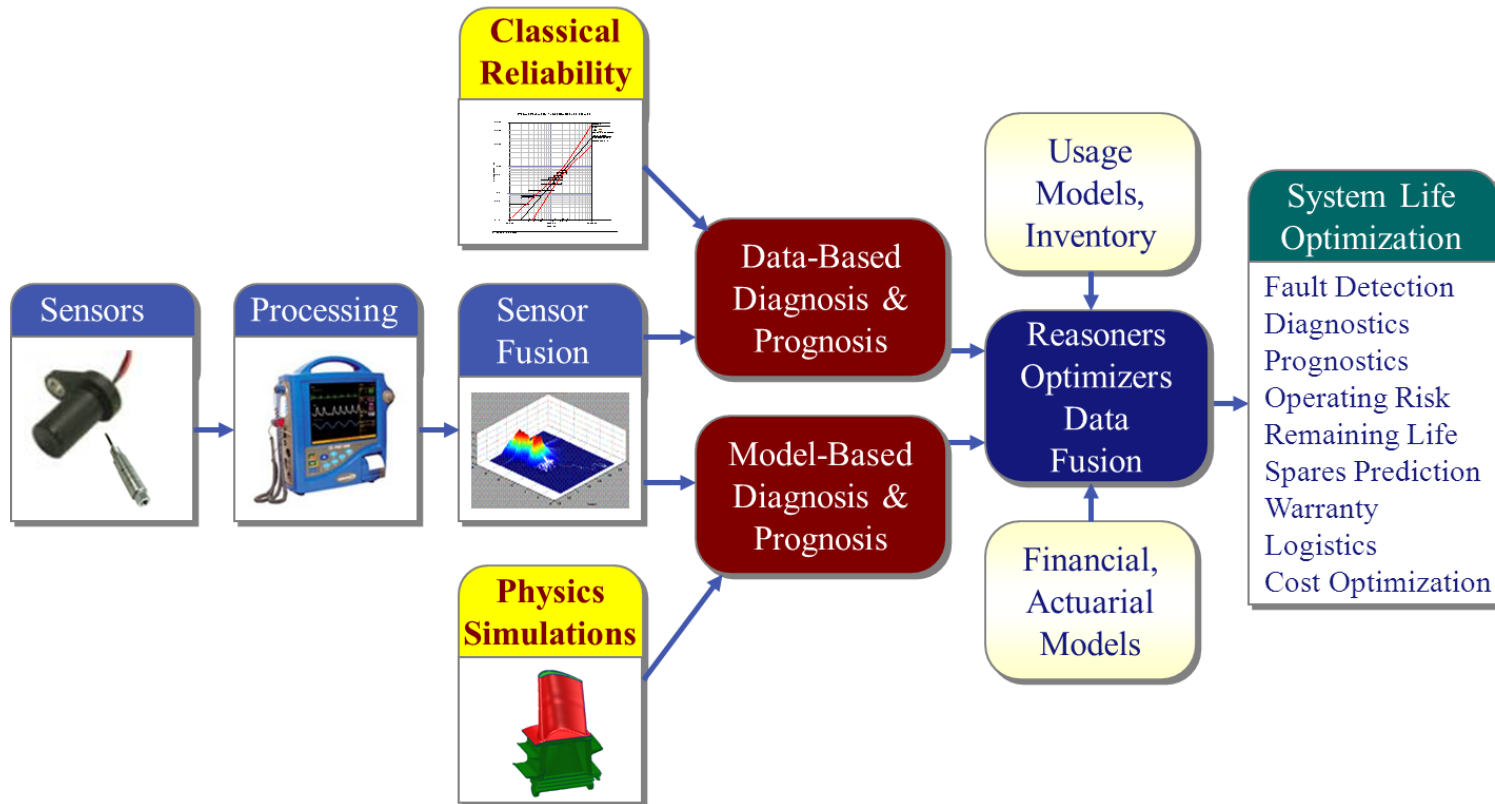 Classical
Reliability
Sensors
Processing
Sensor
Fusion
Physics
Simulations
Data-Based
Diagnosis &
Prognosis
Model-Based
Diagnosis &
Prognosis
Usage
Models,
Inventory
Reasoners
Optimizers
Data
Fusion
Financial,
Actuarial
Models
System Life
Optimization
Fault Detection
Diagnostics
Prognostics
Operating Risk
Remaining Life
Spares Prediction
Warranty
Logistics
Cost Optimization